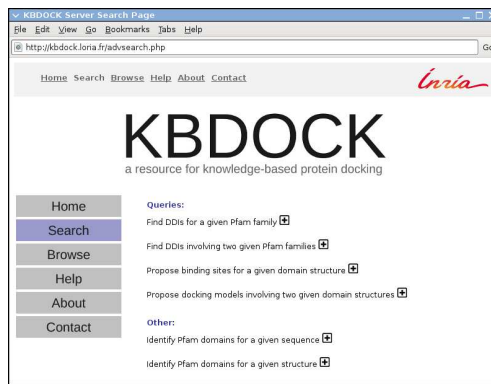 KBDOCK Server Search Page
File Edit View Go Bookmarks Tabs Help
http://kbdock.loria.fr/advsearch.php
Go
Home Search Browse Help About Contact
Inria
KBDOCK
a resource for knowledge-based protein docking
Home
Search
Browse
Help
About
Contact
Queries:
Find DDIs for a given Pfam family
Find DDIs involving two given Pfam families
Propose binding sites for a given domain structure
Propose docking models involving two given domain structures
Other:
Identify Pfam domains for a given sequence
Identify Pfam domains for a given structure